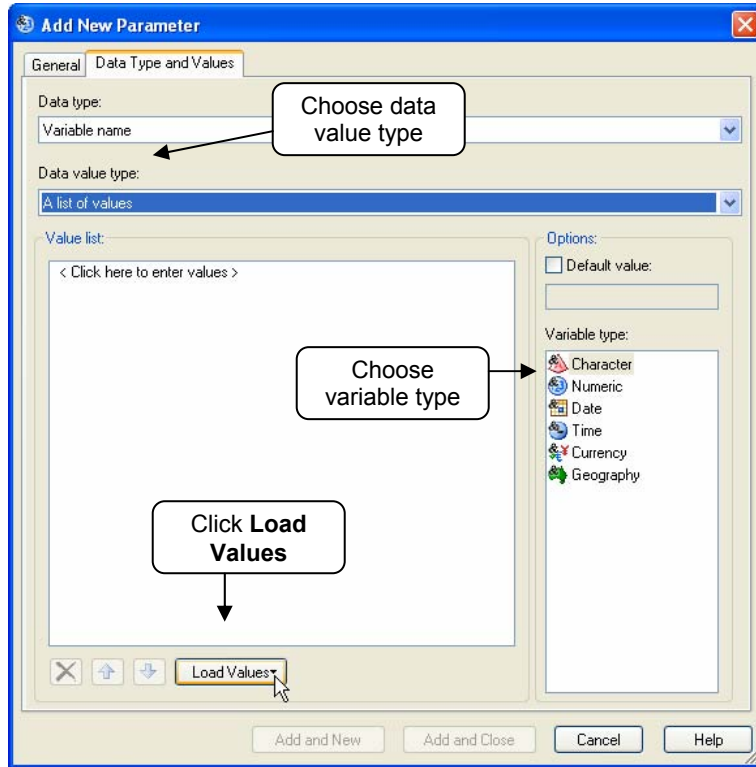 Add New Parameter
General
Data Type and Values
Data type:
Variable name
Choose data
value type
Data value type:
A list of values
Value list:
< Click here to enter values >
Options:
Default value:
Variable type:
Character
Numeric
Date
Time
Currency
Geography
Choose
variable type
Click Load
Values
Load Values
Add and New
Add and Close
Cancel
Help